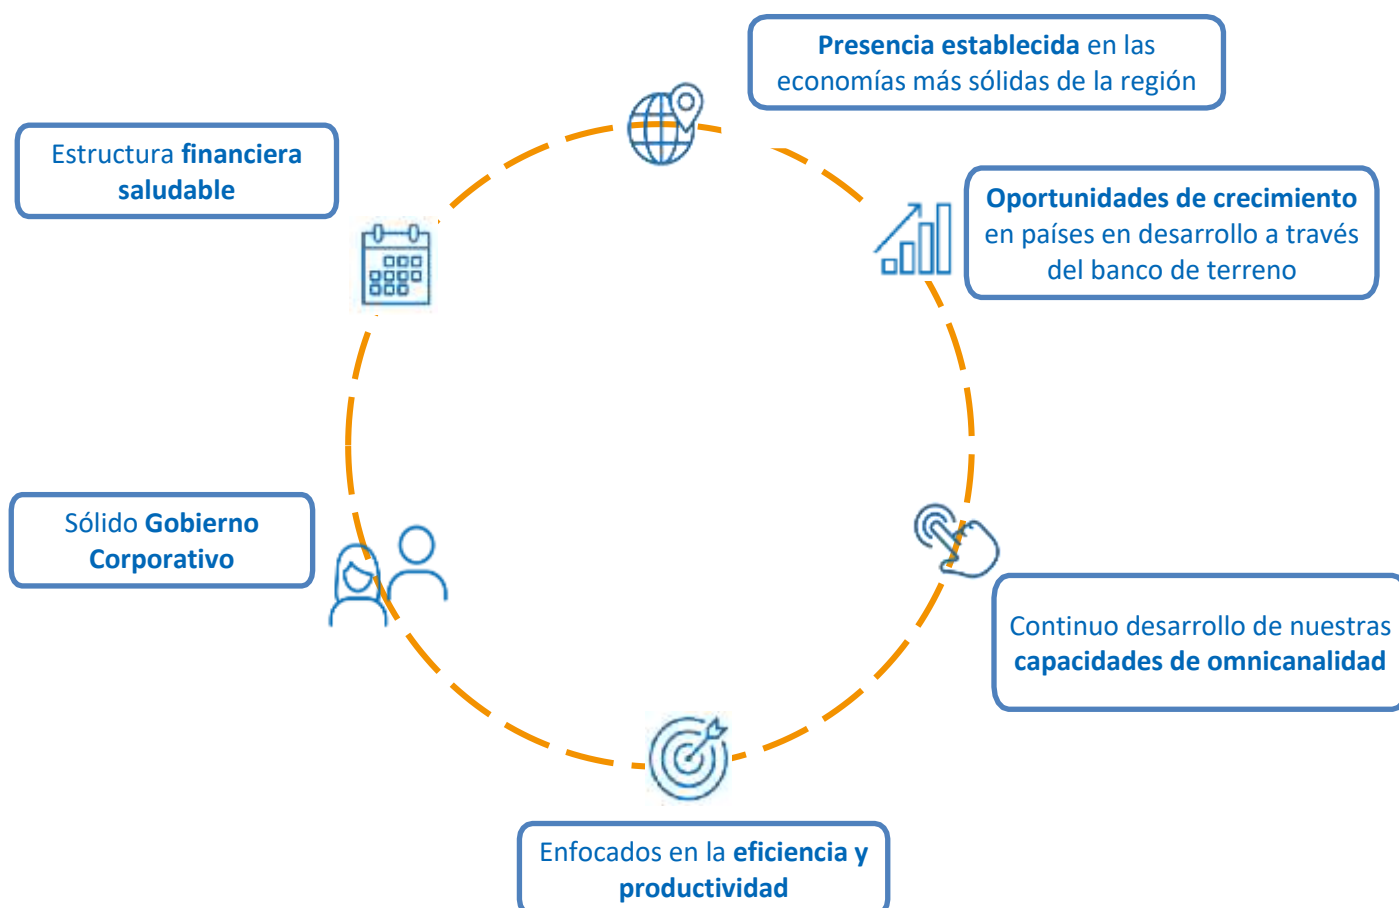 Presencia establecida en las
economías más sólidas de la región
Estructura financiera
saludable
Oportunidades de crecimiento
en países en desarrollo a través
del banco de terreno
Sólido Gobierno
Corporativo
Continuo desarrollo de nuestras
capacidades de omnicanalidad
Enfocados en la eficiencia y
productividad